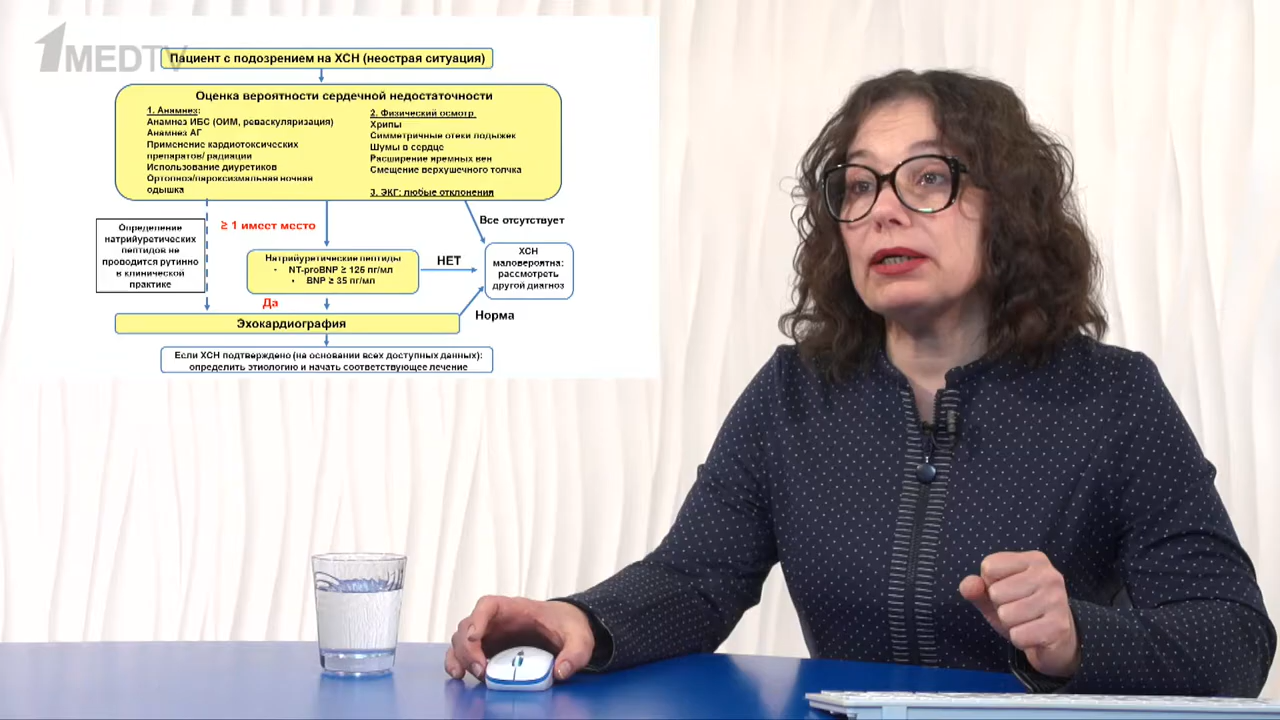 1MEDTV
Пациент с подозрением на ХСН (неострая ситуация)
Оценка вероятности сердечной недостаточности
1. Анамнез:
Анамнез ИБС (ОИМ, реваскуляризация)
Анамнез АГ
Применение кардиотоксических
препаратов/ радиации
Использование диуретиков
Ортопноэ/пароксизмальная ночная
одышка
2. Физический осмотр
Хрипы
Симметричные отеки лодыжек
Шумы в сердце
Расширение яремных вен
Смещение верхушечного толчка
3. ЭКГ: любые отклонения
Определение
натрийуретических
пептидов не
проводится рутинно
в клинической
практике
≥ 1 имеет место
Все отсутствует
Натрийуретические пептиды
• NT-proBNP ≥ 125 пг/мл
• BNP ≥ 35 пг/мл
НЕТ
ХСН
маловероятна:
рассмотреть
другой диагноз
Да
Норма
Эхокардиография
Если ХСН подтверждено (на основании всех доступных данных):
определить этиологию и начать соответствующее лечение